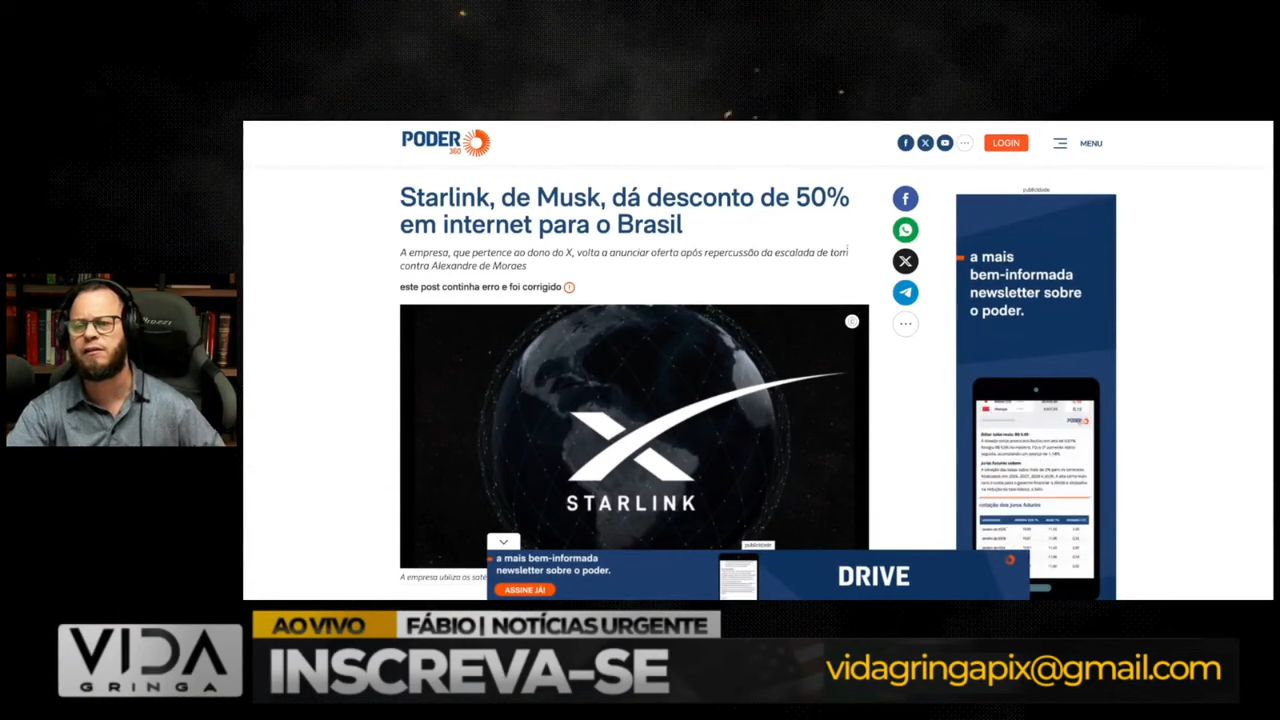 PODER
360
LOGIN
MENU
Starlink, de Musk, dá desconto de 50%
em internet para o Brasil
A empresa, que pertence ao dono do X, volta a anunciar oferta após repercussão da escalada de
contra Alexandre de Moraes
este post continha erro e foi corrigido
publicidade
a mais
bem-informada
newsletter sobre
o poder.
PODER
STARLINK
A empresa utiliza os
publicidade
a mais bem-informada
newsletter sobre o poder.
ASSINE JÁ!
DRIVE
AO VIVO
FÁBIO | NOTÍCIAS URGENTE
VIDA
GRINGA
INSCREVA-SE
vidagringapix@gmail.com